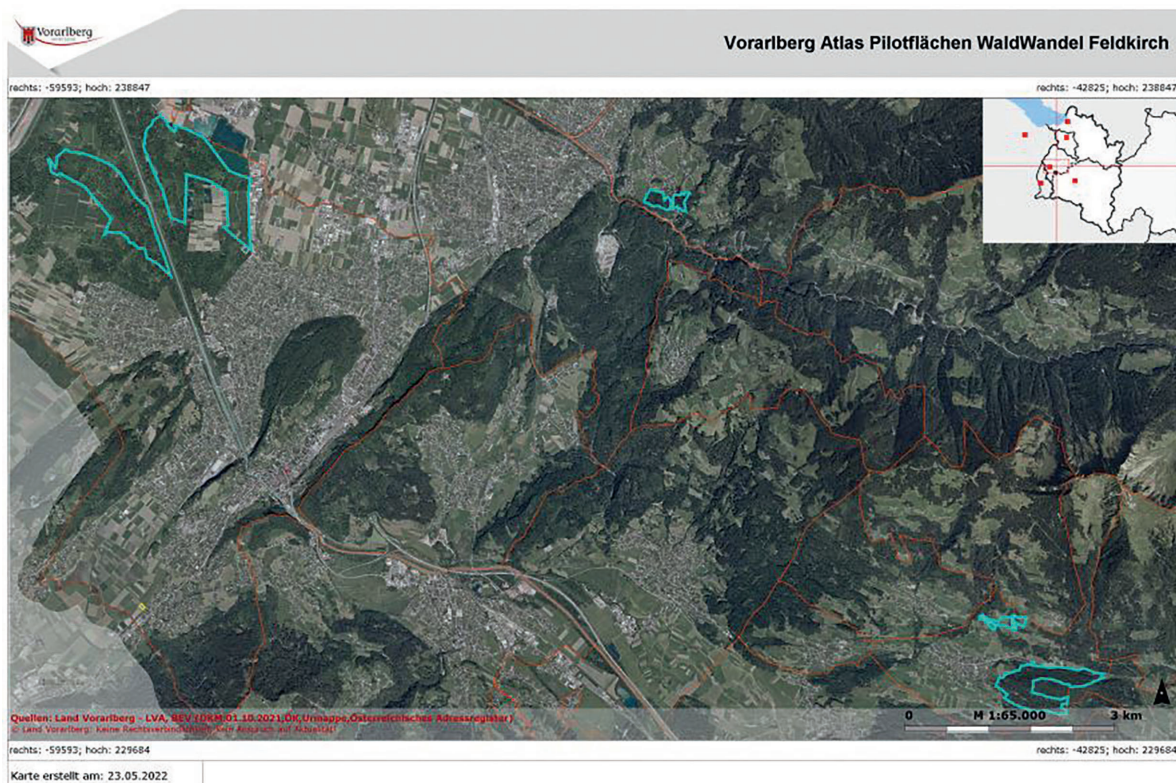 Vorarlberg
Vorarlberg Atlas Pilotflächen WaldWandel Feldkirch
rechts: -59593; hoch: 238847
rechts: -42825; hoch: 238847
Quellen: Land Vorarlberg - LVA, BEV (DKM 01.10.2021,ÖK,Urmappe,Österreichisches Adressregister)
© Land Vorarlberg: Keine Rechtsverbindlichkeit, kein Anspruch auf Aktualität!
0 M 1:65.000 3 km
rechts: -59593; hoch: 229684
rechts: -42825; hoch: 229684
Karte erstellt am: 23.05.2022